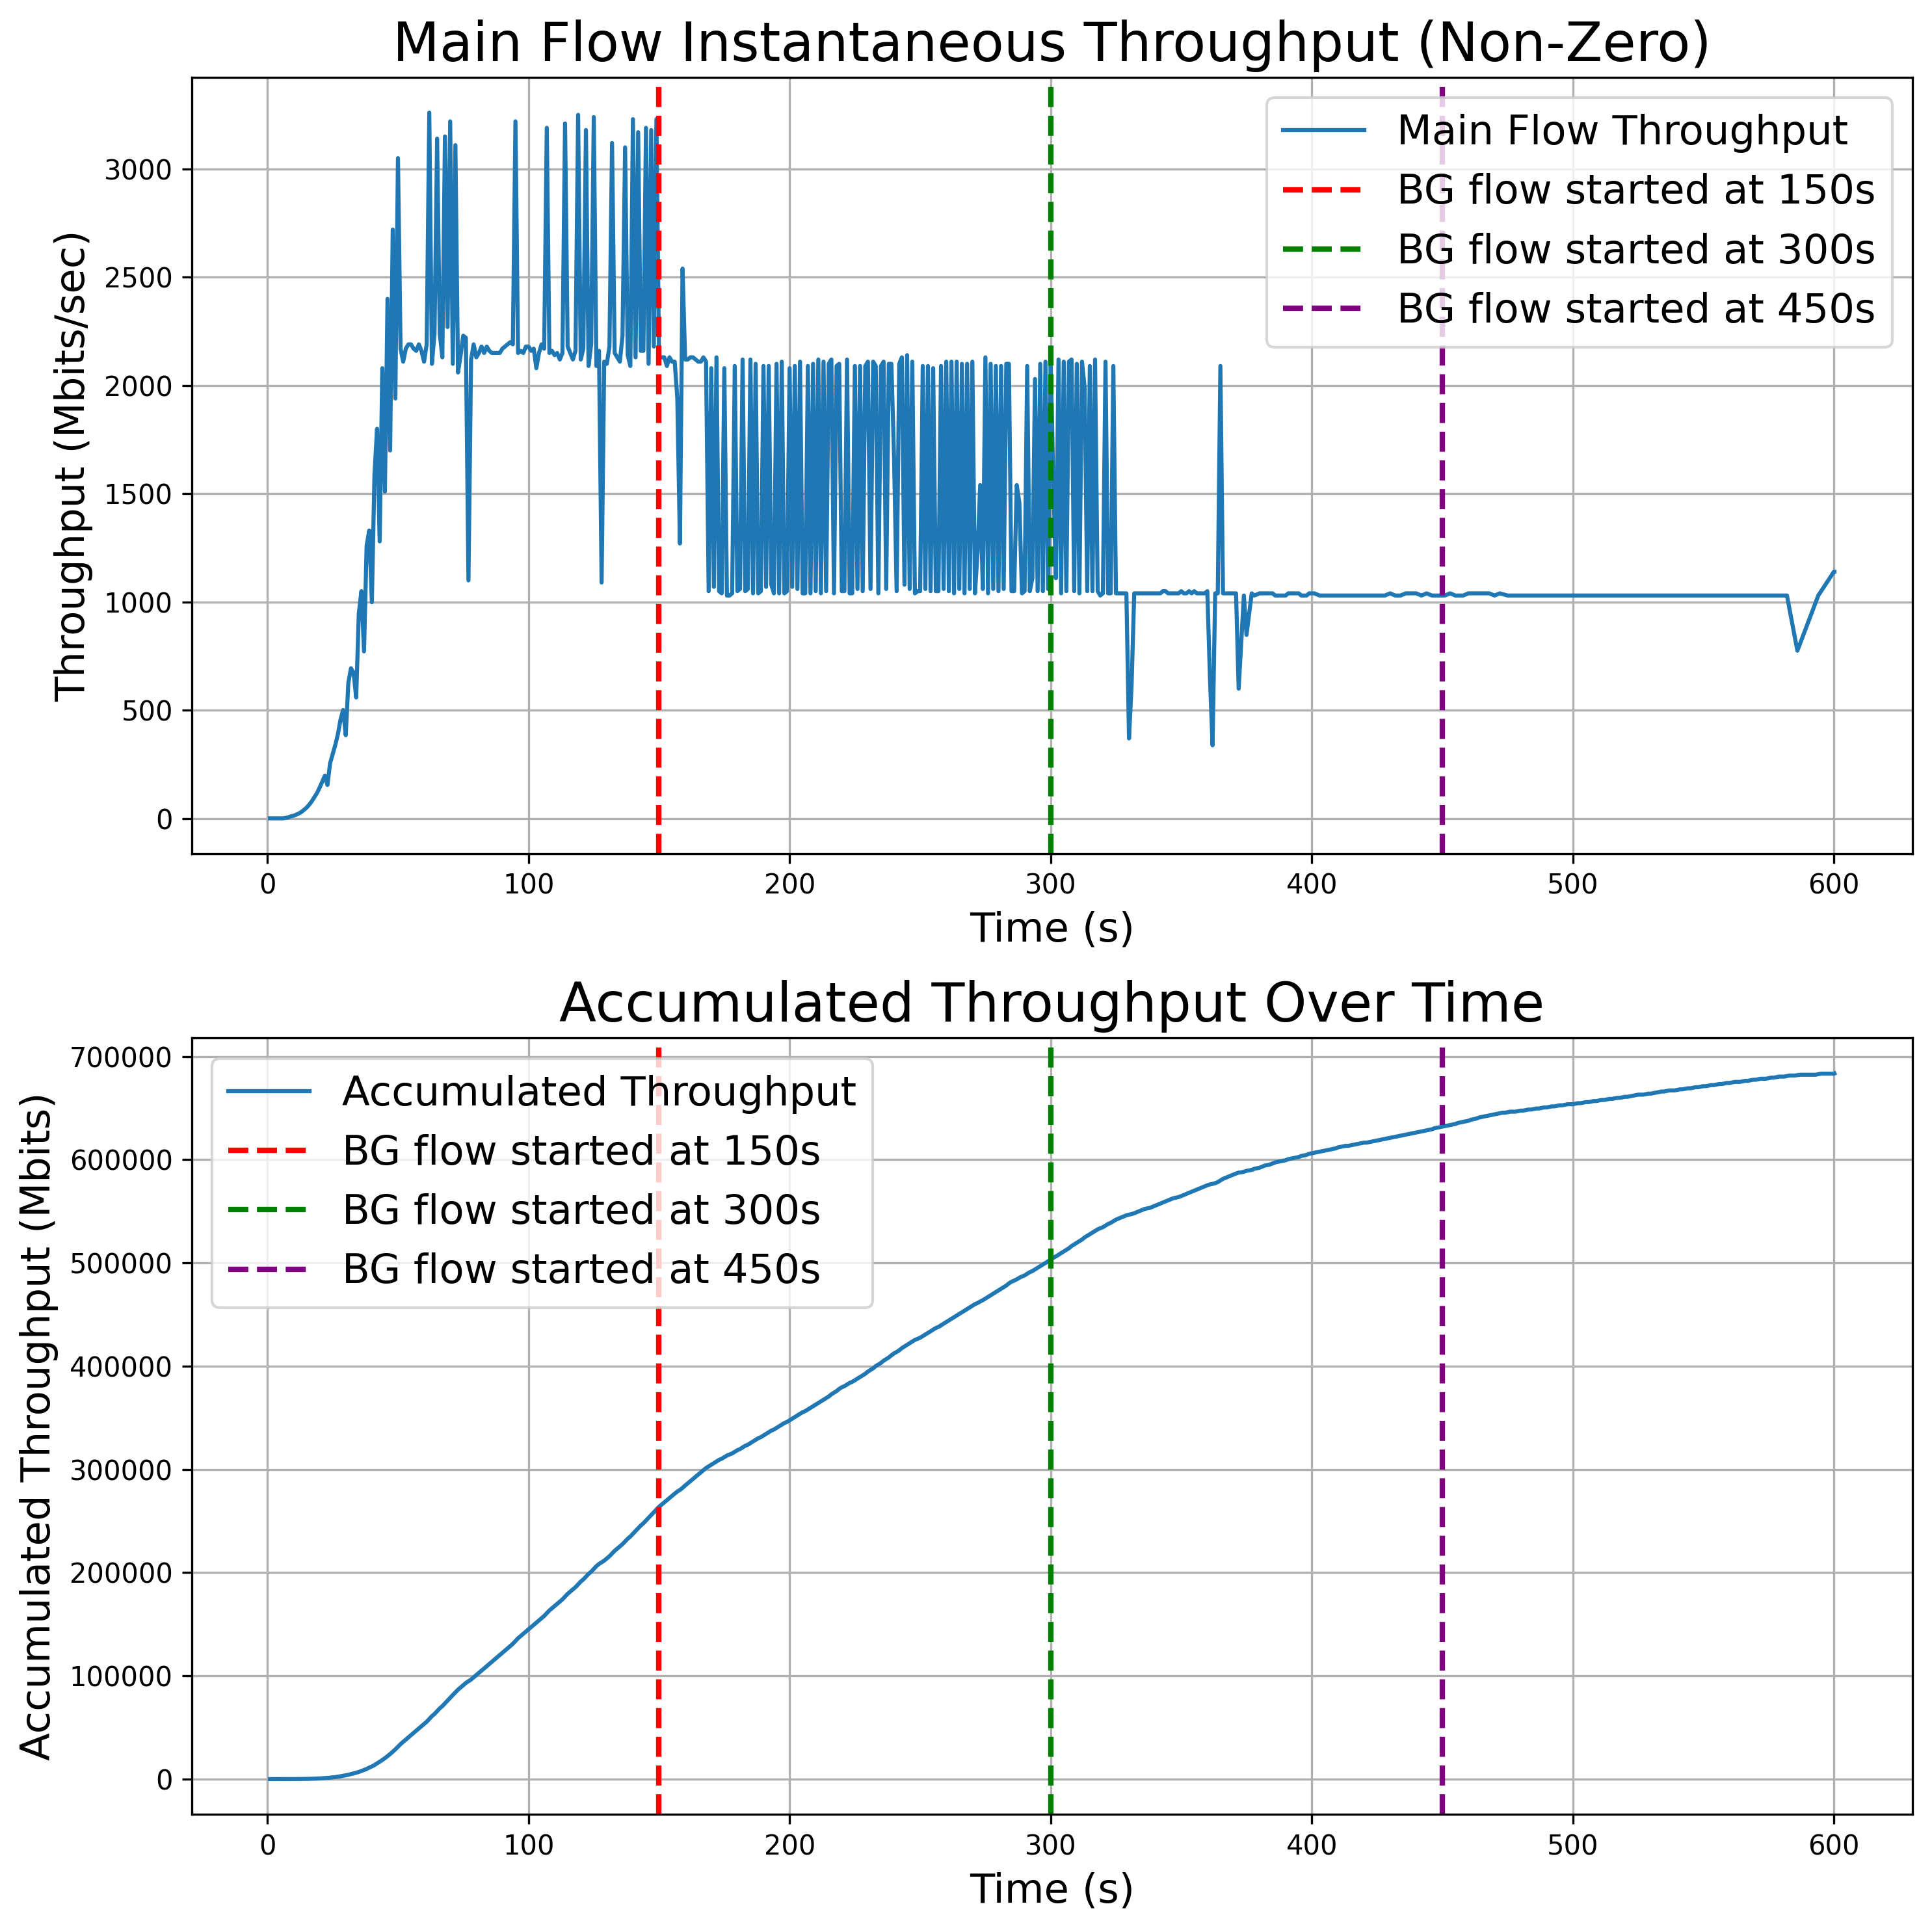 Main Flow Instantaneous Throughput (Non-Zero)
Throughput (Mbits/sec)
3000
2500
2000
1500
1000
500
0
Main Flow Throughput
BG flow started at 150s
BG flow started at 300s
BG flow started at 450s
0 100 200 300 400 500 600
Time (s)
Accumulated Throughput Over Time
Accumulated Throughput (Mbits)
700000
600000
500000
400000
300000
200000
100000
0
Accumulated Throughput
BG flow started at 150s
BG flow started at 300s
BG flow started at 450s
0 100 200 300 400 500 600
Time (s)